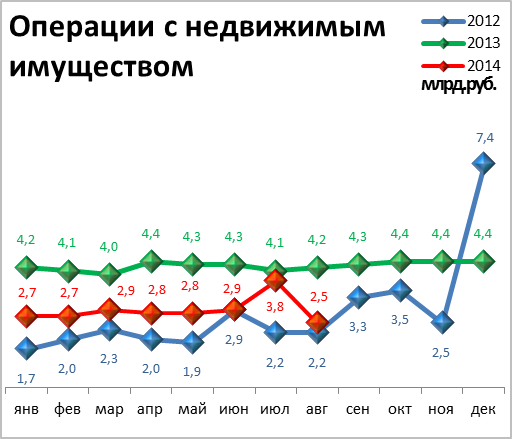 Операции с недвижимым
имуществом
2012
2013
2014
млрд.руб.
7,4
4,2 4,1 4,0 4,4 4,3 4,3 4,1 4,2 4,3 4,4 4,4 4,4
2,7 2,7 2,9 2,8 2,8 2,9 3,8 2,5
1,7 2,0 2,3 2,0 1,9 2,9 2,2 2,2 3,3 3,5 2,5
янв фев мар апр май июн июл авг сен окт ноя дек